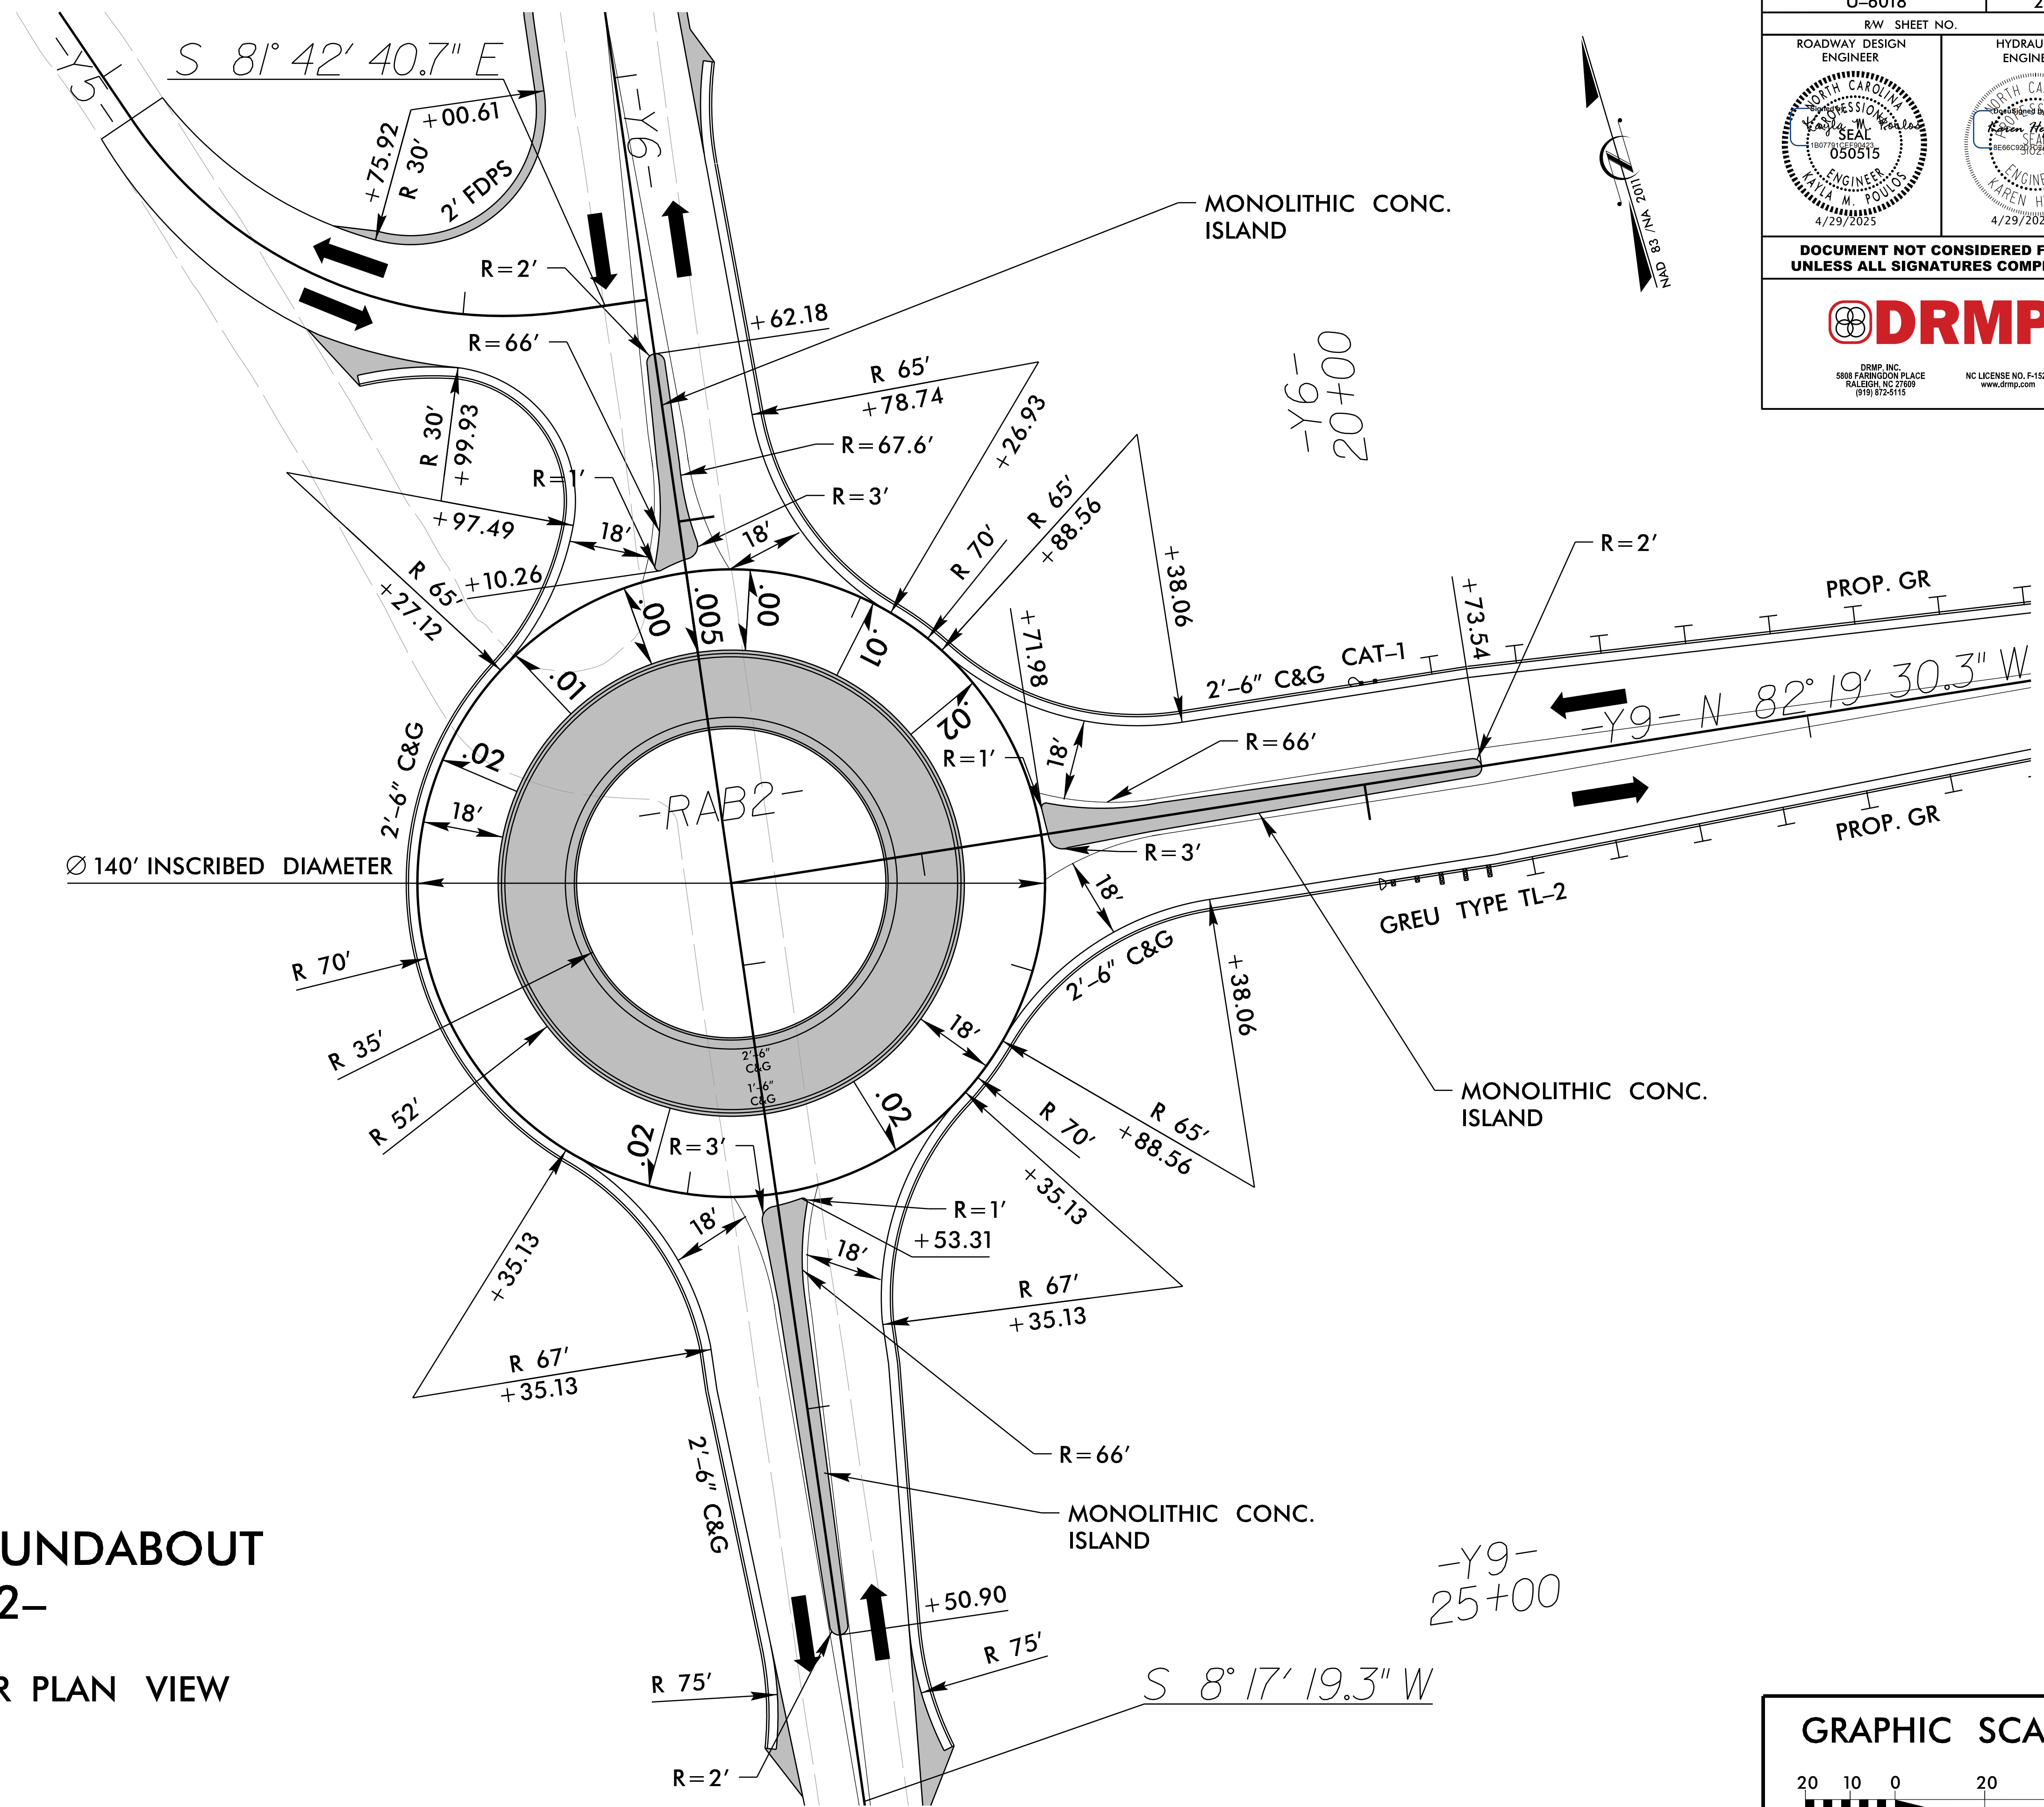 U–6018
2
R/W SHEET NO.
ROADWAY DESIGN
ENGINEER
HYDRAU
ENGINE
NORTH CAROLINA
PROFESSIONAL
SEAL
050515
1B07791CEF90423...
ENGINEER
KAYLA M. POULOS
4/29/2025
DOCUMENT NOT CONSIDERED F
UNLESS ALL SIGNATURES COMP
DRMP
DRMP, INC.
5808 FARINGDON PLACE
RALEIGH, NC 27609
(919) 872-5115
NC LICENSE NO. F-152
www.drmp.com
NAD 83 / NA 2011
-Y5-
S 81° 42' 40.7" E
+00.61
+75.92
R 30'
2' FDPS
-Y6-
MONOLITHIC CONC.
ISLAND
R=2'
+62.18
R=66'
R 65'
+78.74
+26.93
-Y6-
20+00
R 30'
+99.93
R=67.6'
R=1'
R=3'
+97.49
18'
18'
R 65'
+27.12
+10.26
R 70'
R 65'
+88.56
+38.06
R=2'
+73.54
PROP. GR
.00
.005
.00
.01
.01
.02
.02
+71.98
CAT–1
2'–6" C&G
-Y9- N 82° 19' 30.3" W
R=1'
18'
R=66'
R=3'
PROP. GR
2'–6" C&G
18'
-RAB2-
Ø 140' INSCRIBED DIAMETER
18'
GREU TYPE TL–2
2'–6" C&G
+38.06
R 70'
R 35'
R 52'
2'–6"
C&G
1'–6"
C&G
18'
.02
.02
R 65'
+88.56
R 70'
+35.13
MONOLITHIC CONC.
ISLAND
R=3'
R=1'
+53.31
18'
18'
+35.13
R 67'
+35.13
R 67'
+35.13
2'–6" C&G
R=66'
MONOLITHIC CONC.
ISLAND
UNDABOUT
2–
R PLAN VIEW
-Y9-
25+00
+50.90
R 75'
R 75'
S 8° 17' 19.3" W
R=2'
GRAPHIC SCA
20 10 0 20